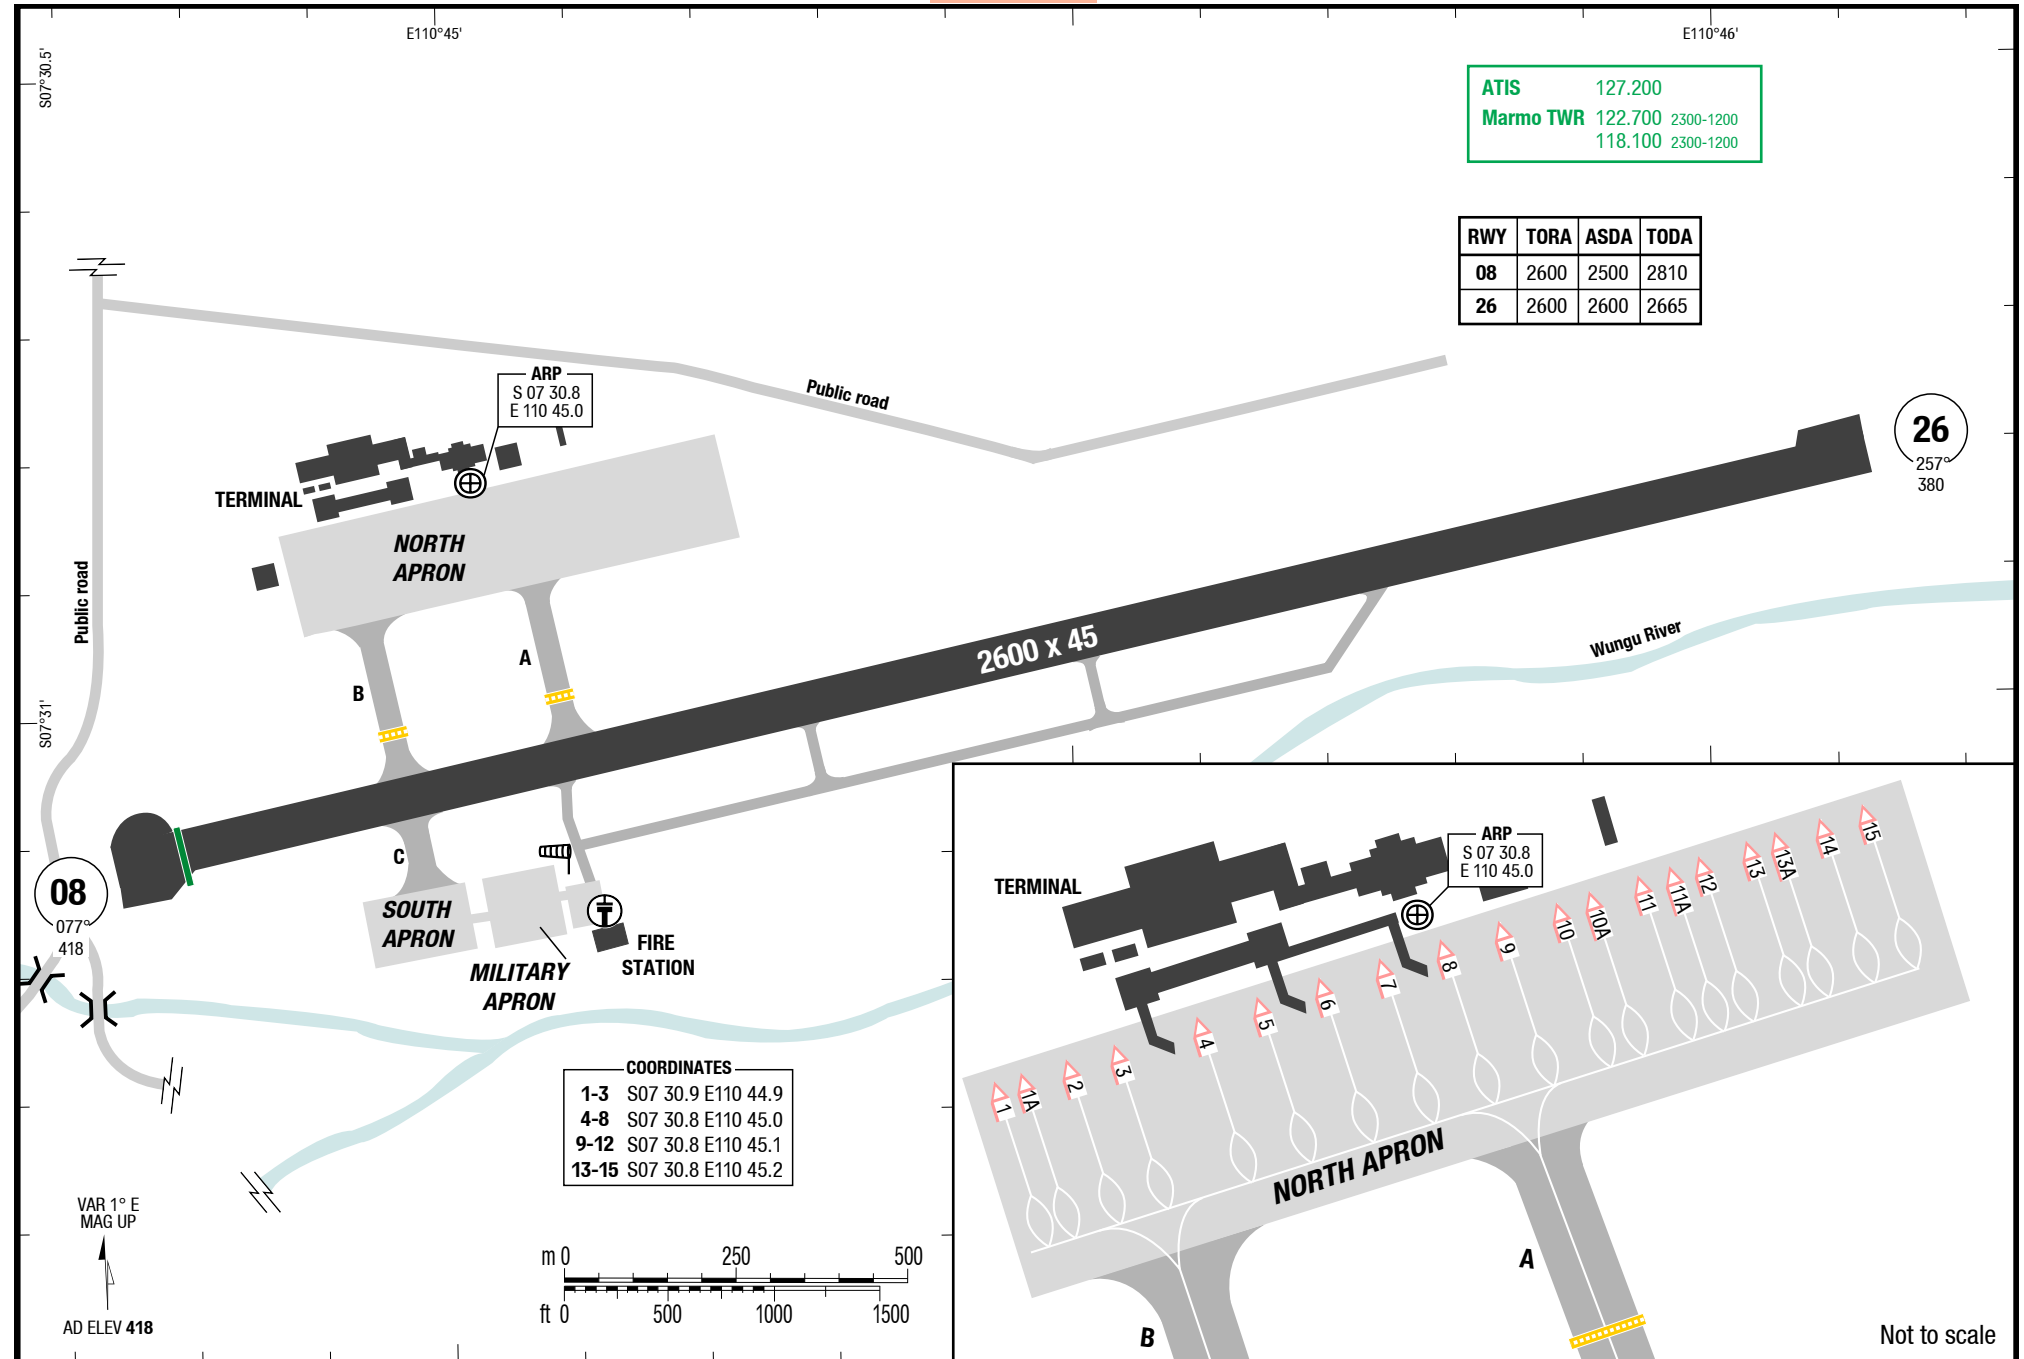 E110°45'
E110°46'
S07°30.5'
ATIS 127.200
Marmo TWR 122.700 2300-1200
118.100 2300-1200
RWY TORA ASDA TODA
08 2600 2500 2810
26 2600 2600 2665
ARP
S 07 30.8
E 110 45.0
Public road
26
257°
380
TERMINAL
NORTH
APRON
Public road
A
B
2600 x 45
Wungu River
S07°31'
C
08
077°
418
SOUTH
APRON
MILITARY
APRON
FIRE
STATION
COORDINATES
1-3 S07 30.9 E110 44.9
4-8 S07 30.8 E110 45.0
9-12 S07 30.8 E110 45.1
13-15 S07 30.8 E110 45.2
VAR 1° E
MAG UP
AD ELEV 418
m 0 250 500
ft 0 500 1000 1500
TERMINAL
ARP
S 07 30.8
E 110 45.0
1
1A
2
3
4
5
6
7
8
9
10
10A
11
11A
12
13
13A
14
15
NORTH APRON
A
B
Not to scale